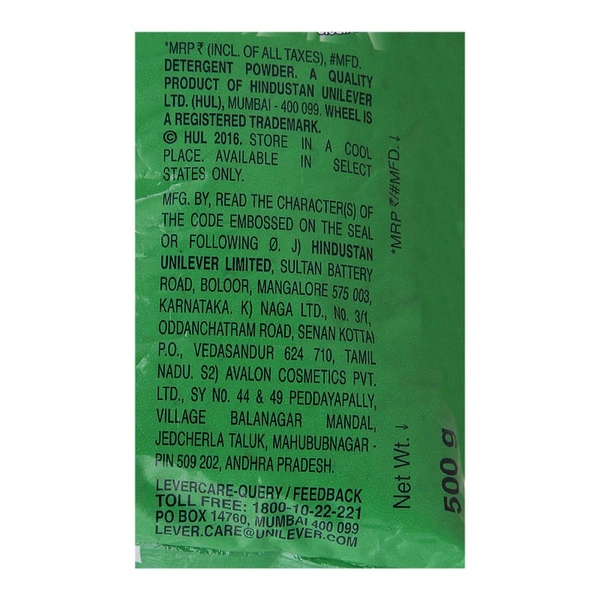 *MRP ₹ (INCL. OF ALL TAXES), #MFD.
DETERGENT POWDER. A QUALITY
PRODUCT OF HINDUSTAN UNILEVER
LTD. (HUL), MUMBAI - 400 099. WHEEL IS
A REGISTERED TRADEMARK.
© HUL 2016. STORE IN A COOL
PLACE. AVAILABLE IN SELECT
STATES ONLY.
MFG. BY, READ THE CHARACTER(S) OF
THE CODE EMBOSSED ON THE SEAL
OR FOLLOWING Ø. J) HINDUSTAN
UNILEVER LIMITED, SULTAN BATTERY
ROAD, BOLOOR, MANGALORE 575 003,
KARNATAKA. K) NAGA LTD., No. 3/1,
ODDANCHATRAM ROAD, SENAN KOTTAI
P.O., VEDASANDUR 624 710, TAMIL
NADU. S2) AVALON COSMETICS PVT.
LTD., SY NO. 44 & 49 PEDDAYAPALLY,
VILLAGE BALANAGAR MANDAL,
JEDCHERLA TALUK, MAHUBUBNAGAR -
PIN 509 202, ANDHRA PRADESH.
LEVERCARE-QUERY / FEEDBACK
TOLL FREE: 1800-10-22-221
PO BOX 14760, MUMBAI 400 099
LEVER.CARE@UNILEVER.COM
*MRP ₹/#MFD.↓
Net Wt.↓
500 g